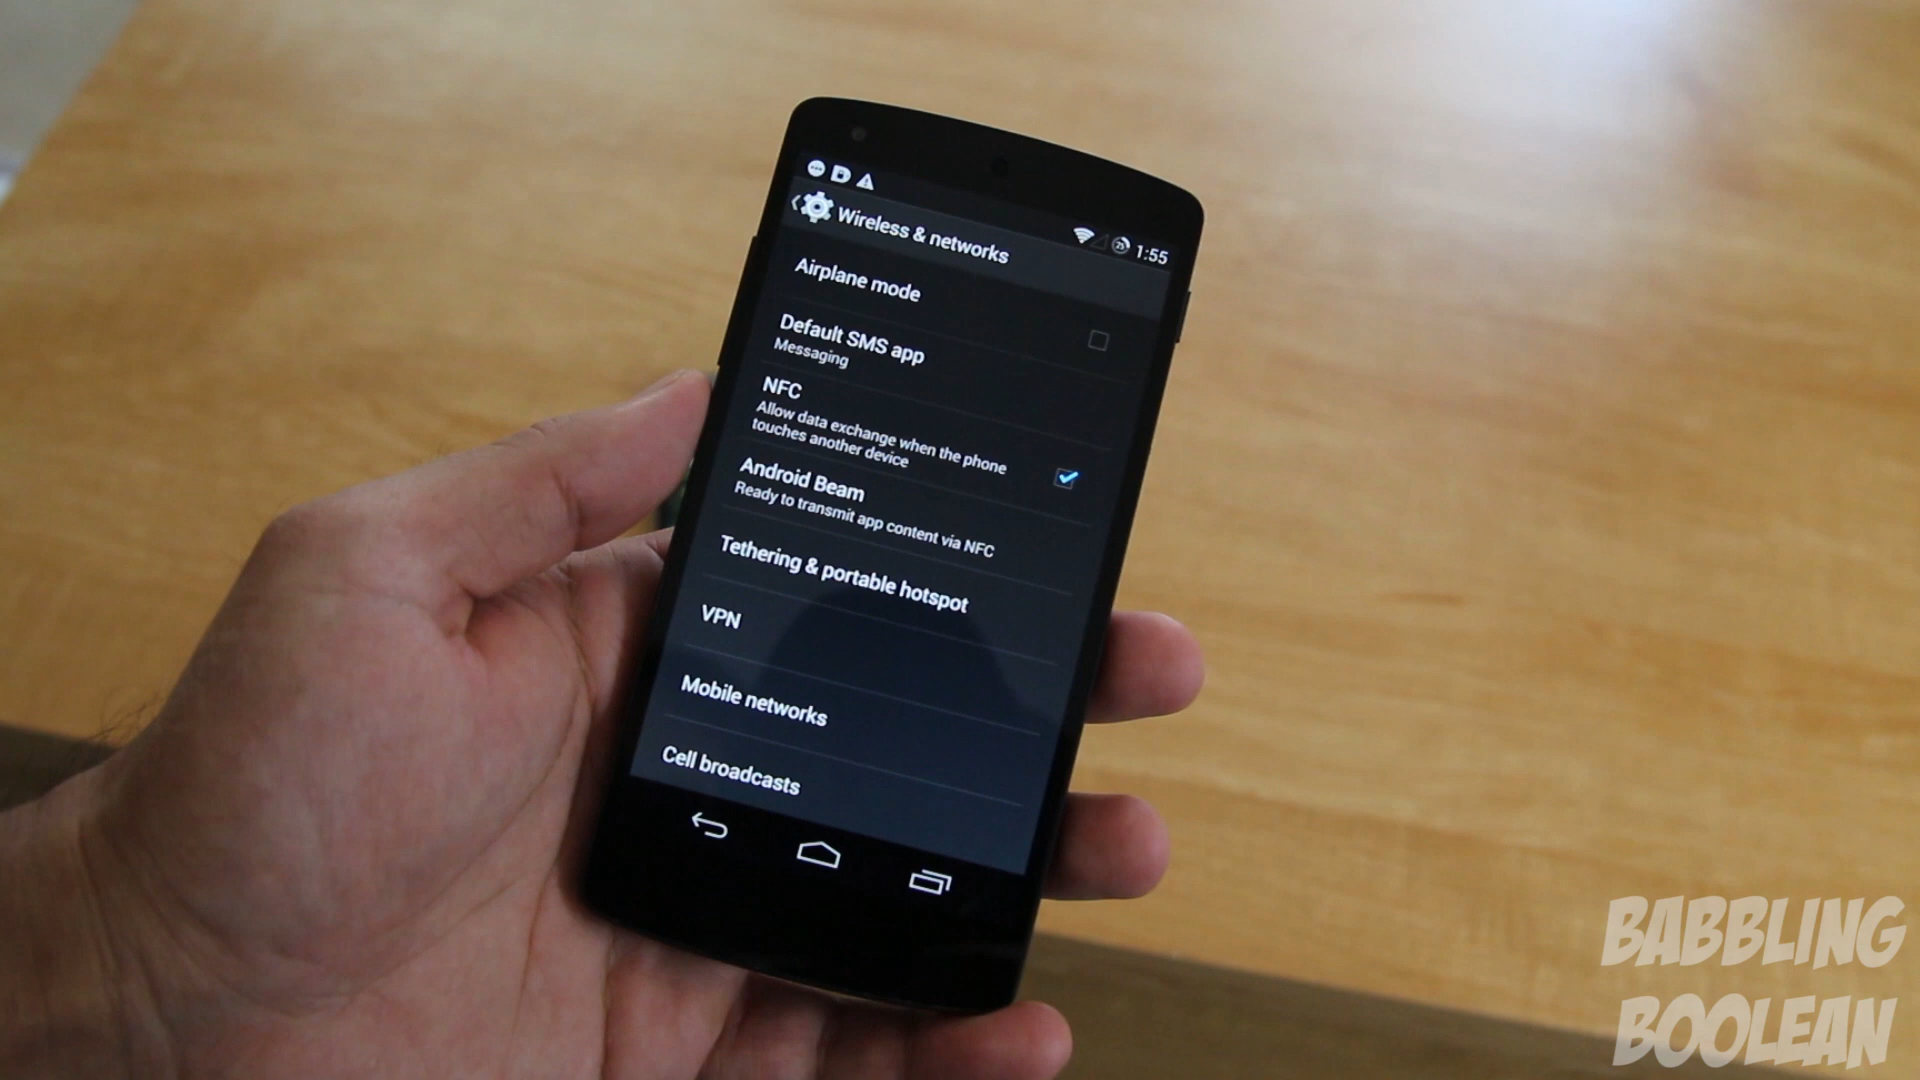 25 1:55
Wireless & networks
Airplane mode
Default SMS app
Messaging
NFC
Allow data exchange when the phone
touches another device
Android Beam
Ready to transmit app content via NFC
Tethering & portable hotspot
VPN
Mobile networks
Cell broadcasts
BABBLING
BOOLEAN